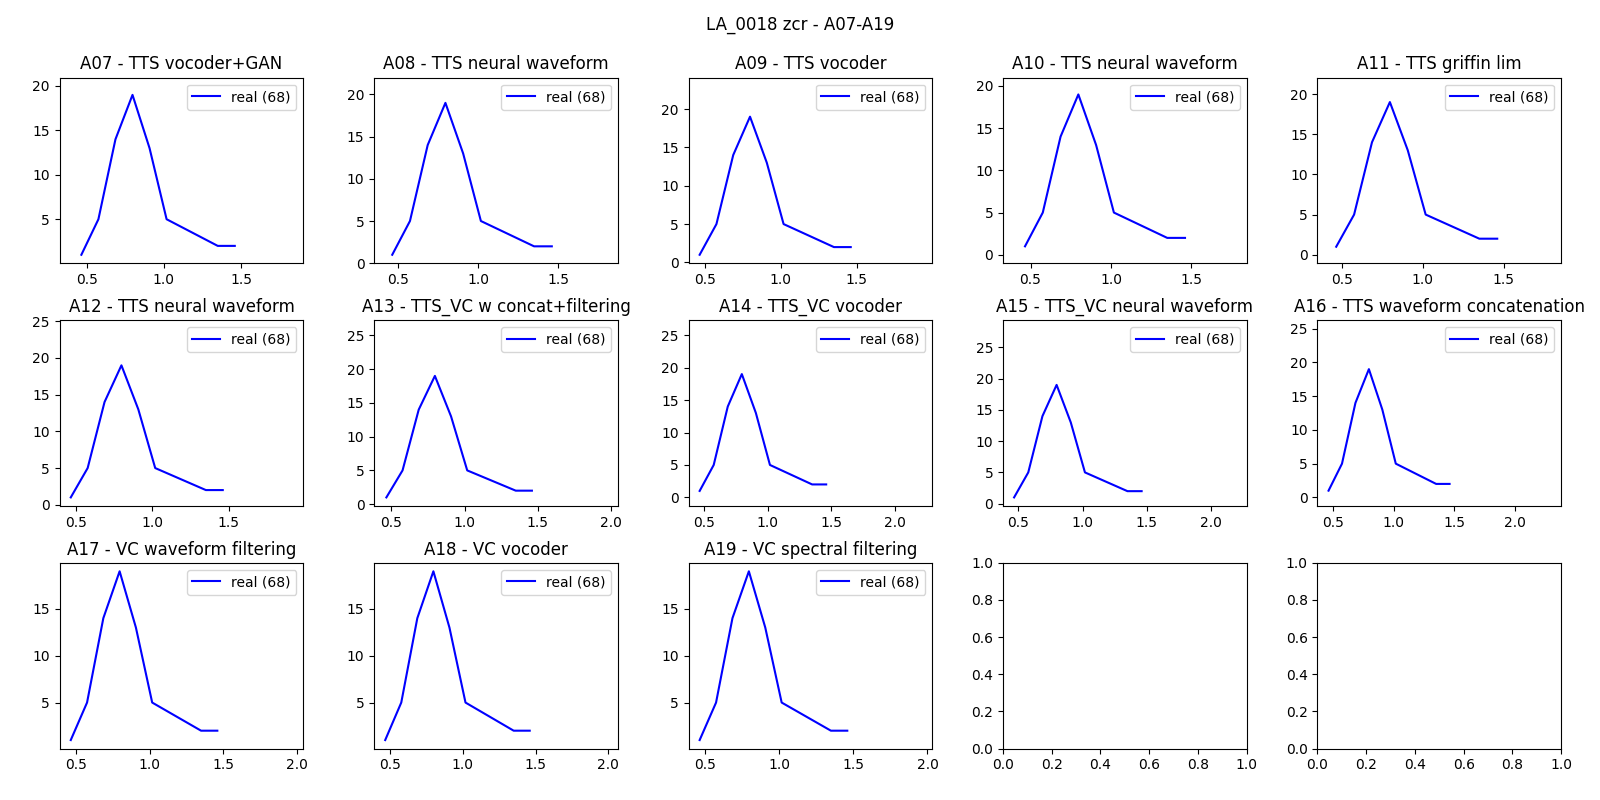 LA_0018 zcr - A07-A19
A07 - TTS vocoder+GAN
A08 - TTS neural waveform
A09 - TTS vocoder
A10 - TTS neural waveform
A11 - TTS griffin lim
20
15
10
5
real (68)
0.5 1.0 1.5
20
15
10
5
0
real (68)
0.5 1.0 1.5
20
15
10
5
0
real (68)
0.5 1.0 1.5
20
15
10
5
0
real (68)
0.5 1.0 1.5
20
15
10
5
0
real (68)
0.5 1.0 1.5
A12 - TTS neural waveform
A13 - TTS_VC w concat+filtering
A14 - TTS_VC vocoder
A15 - TTS_VC neural waveform
A16 - TTS waveform concatenation
25
20
15
10
5
0
real (68)
0.5 1.0 1.5
25
20
15
10
5
0
real (68)
0.5 1.0 1.5 2.0
25
20
15
10
5
0
real (68)
0.5 1.0 1.5 2.0
25
20
15
10
5
0
real (68)
0.5 1.0 1.5 2.0
25
20
15
10
5
0
real (68)
0.5 1.0 1.5 2.0
A17 - VC waveform filtering
A18 - VC vocoder
A19 - VC spectral filtering
15
10
5
real (68)
0.5 1.0 1.5 2.0
15
10
5
real (68)
0.5 1.0 1.5 2.0
15
10
5
real (68)
0.5 1.0 1.5 2.0
1.0
0.8
0.6
0.4
0.2
0.0
0.0 0.2 0.4 0.6 0.8 1.0
1.0
0.8
0.6
0.4
0.2
0.0
0.0 0.2 0.4 0.6 0.8 1.0